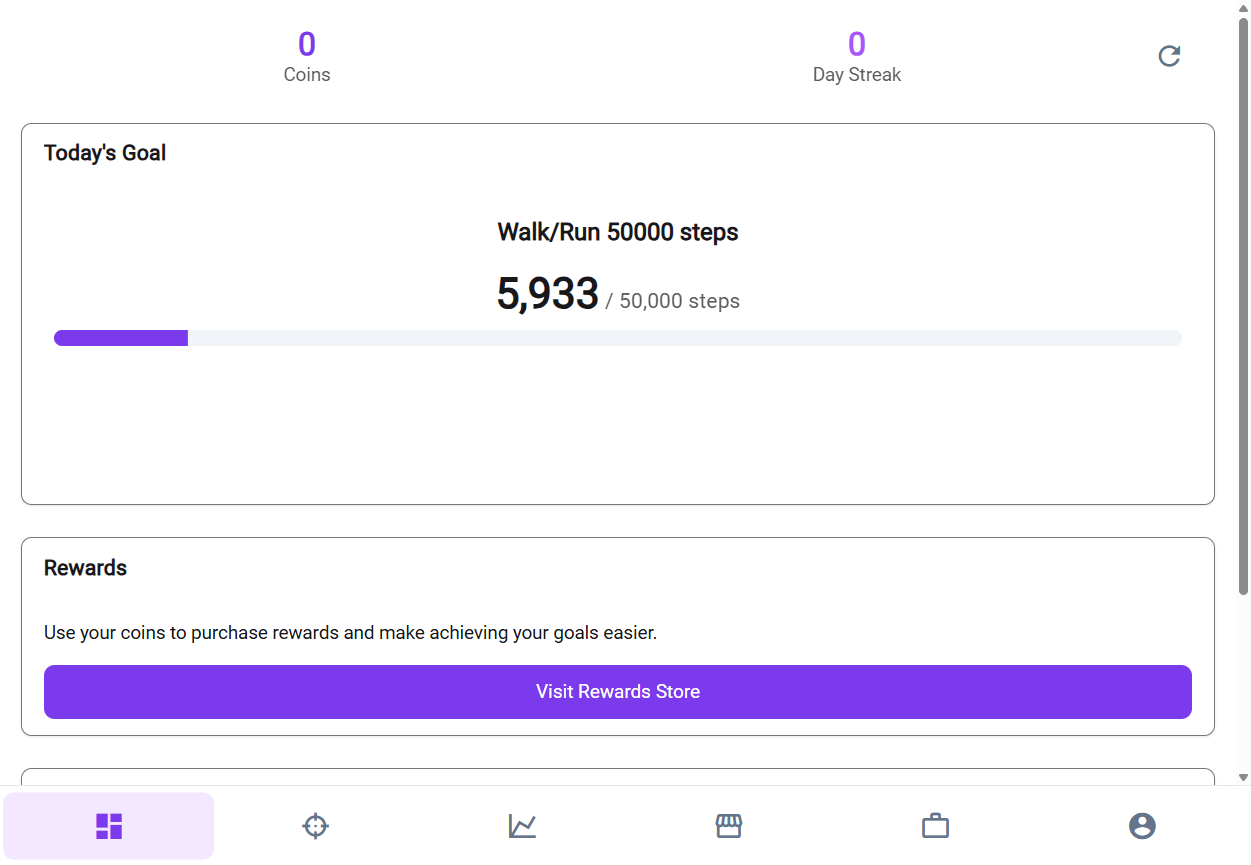 0
Coins
0
Day Streak
Today's Goal
Walk/Run 50000 steps
5,933 / 50,000 steps
Rewards
Use your coins to purchase rewards and make achieving your goals easier.
Visit Rewards Store